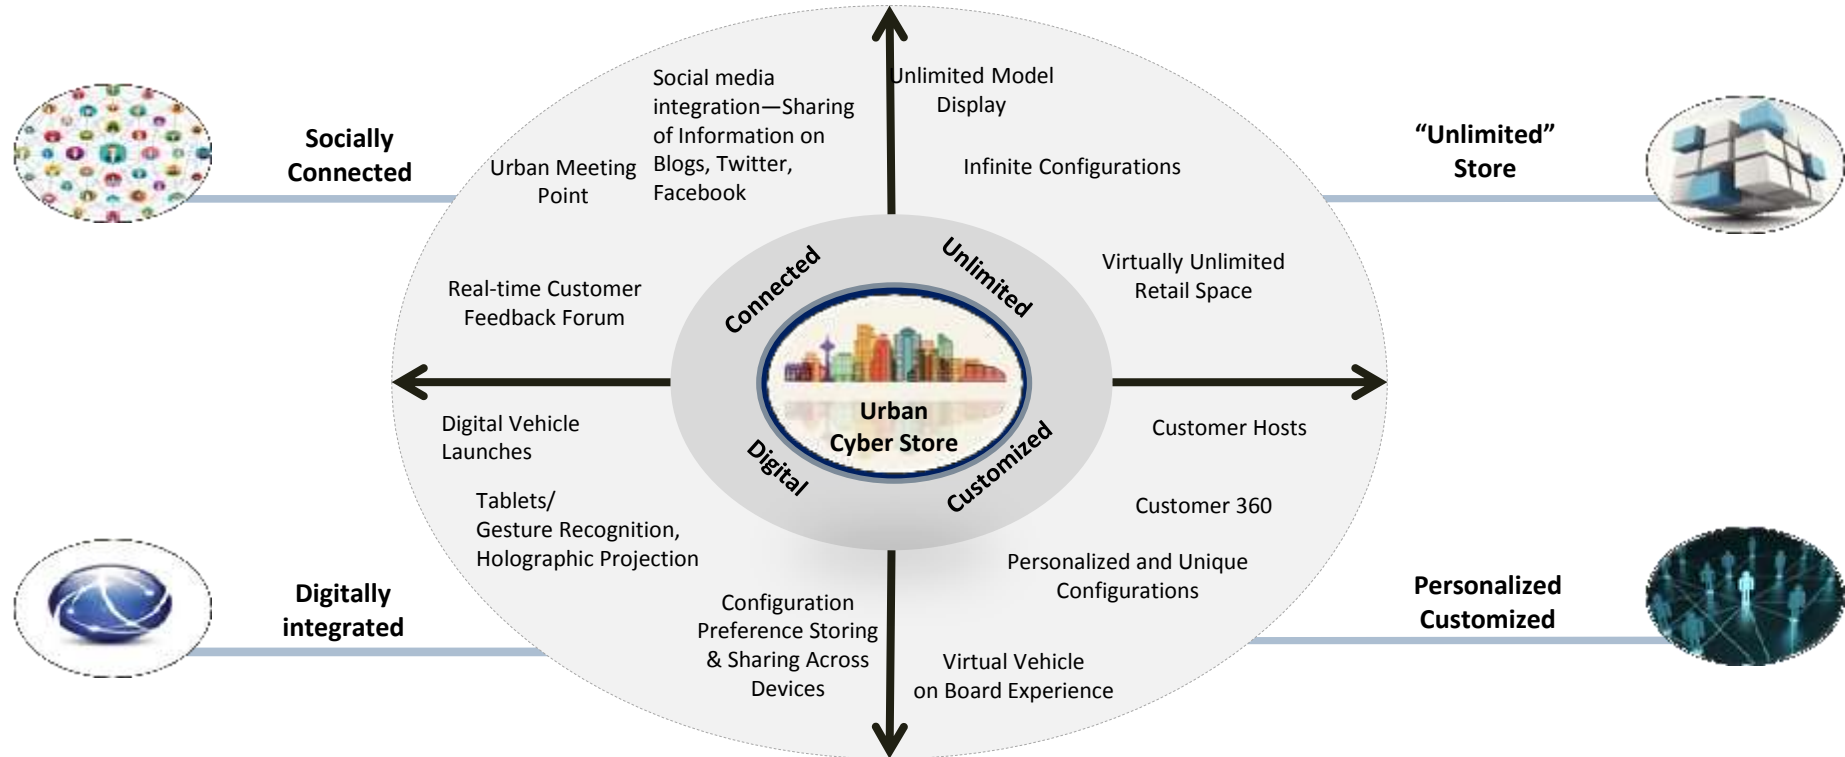 Socially
Connected
Urban Meeting
Point
Social media
integration—Sharing
of Information on
Blogs, Twitter,
Facebook
Real-time Customer
Feedback Forum
Unlimited Model
Display
Infinite Configurations
Virtually Unlimited
Retail Space
“Unlimited”
Store
Connected
Unlimited
Urban
Cyber Store
Digital
Customized
Digital Vehicle
Launches
Tablets/
Gesture Recognition,
Holographic Projection
Configuration
Preference Storing
& Sharing Across
Devices
Digitally
integrated
Customer Hosts
Customer 360
Personalized and Unique
Configurations
Virtual Vehicle
on Board Experience
Personalized
Customized